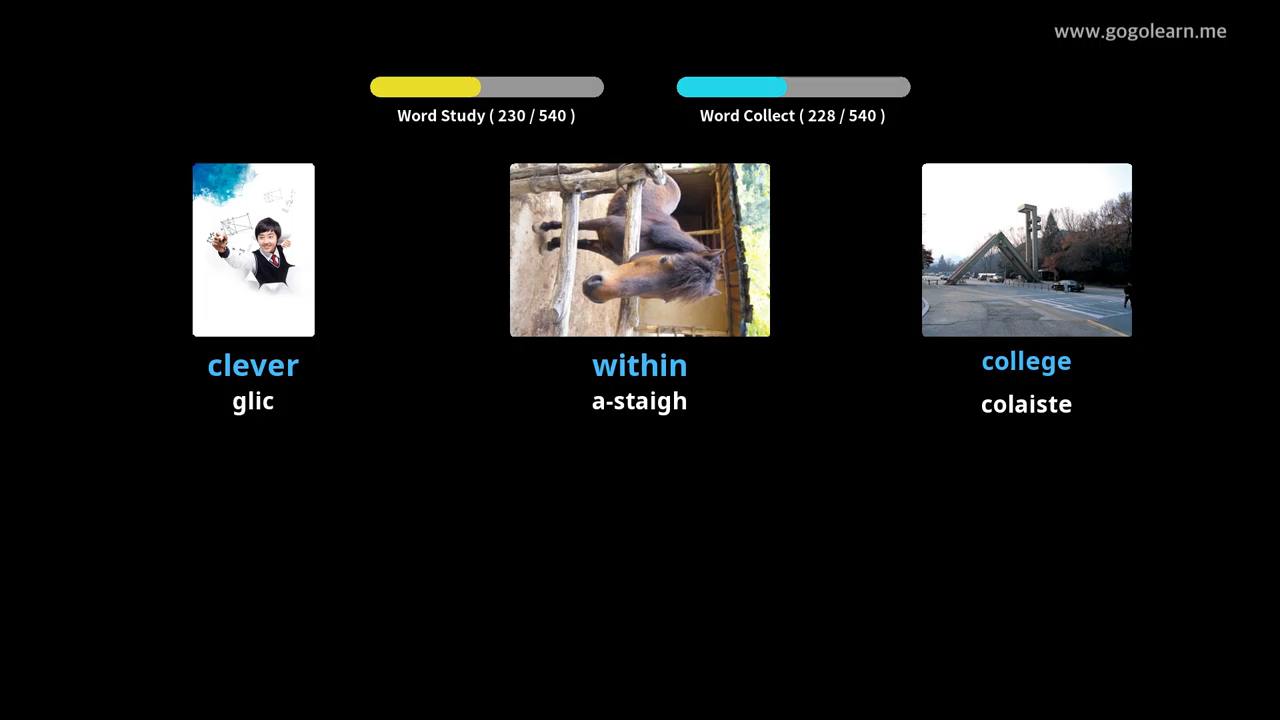 www.gogolearn.me
Word Study ( 230 / 540 )
Word Collect ( 228 / 540 )
clever
glic
within
a-staigh
college
colaiste